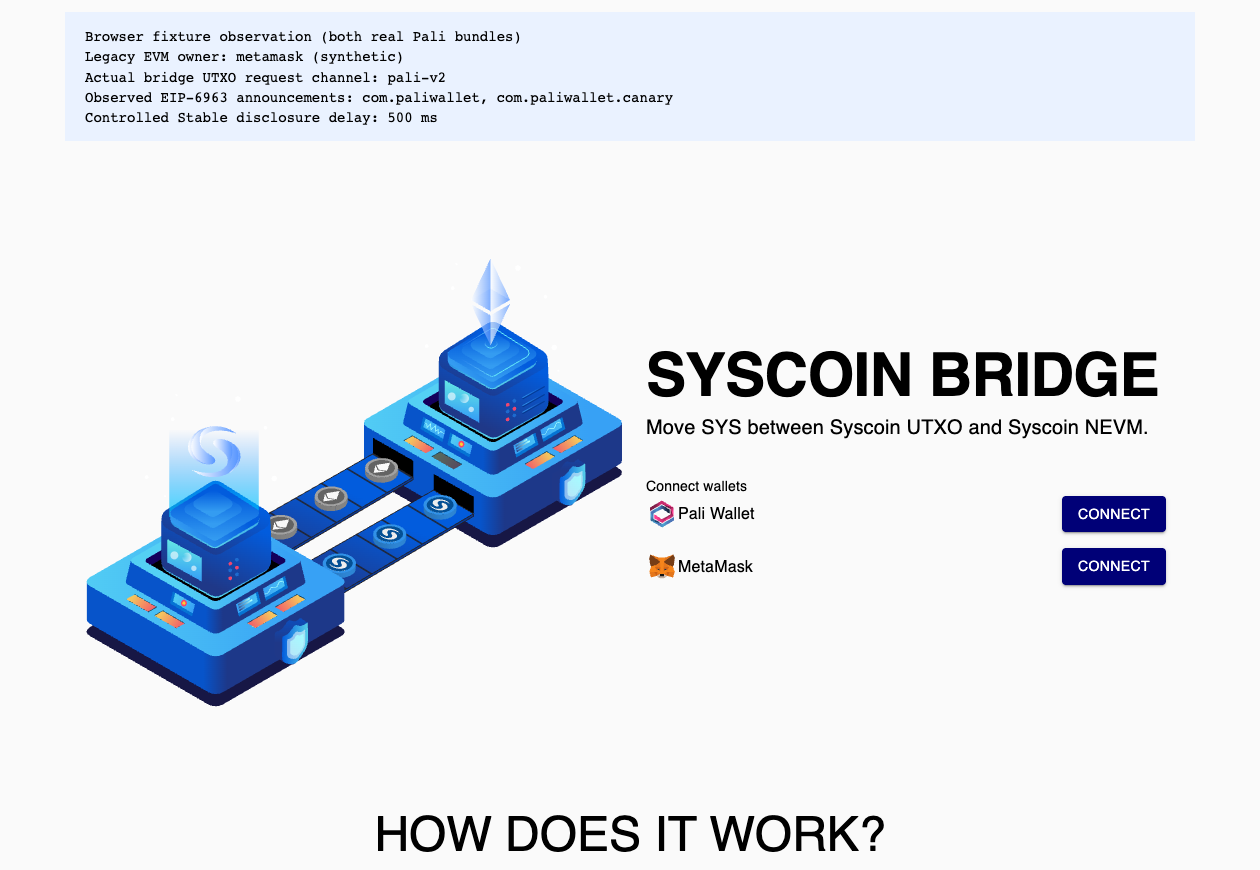 Browser fixture observation (both real Pali bundles)
Legacy EVM owner: metamask (synthetic)
Actual bridge UTXO request channel: pali-v2
Observed EIP-6963 announcements: com.paliwallet, com.paliwallet.canary
Controlled Stable disclosure delay: 500 ms
SYSCOIN BRIDGE
Move SYS between Syscoin UTXO and Syscoin NEVM.
Connect wallets
Pali Wallet CONNECT
MetaMask CONNECT
HOW DOES IT WORK?